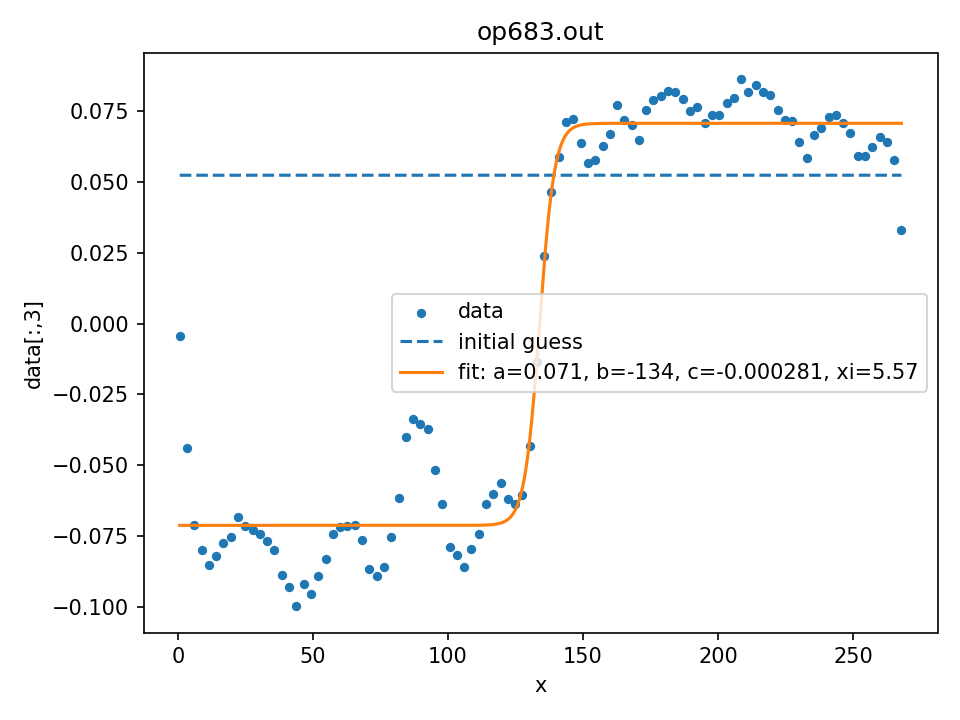 op683.out
0.075
0.050
0.025
0.000
−0.025
−0.050
−0.075
−0.100
data[:,3]
data
initial guess
fit: a=0.071, b=-134, c=-0.000281, xi=5.57
0 50 100 150 200 250
x